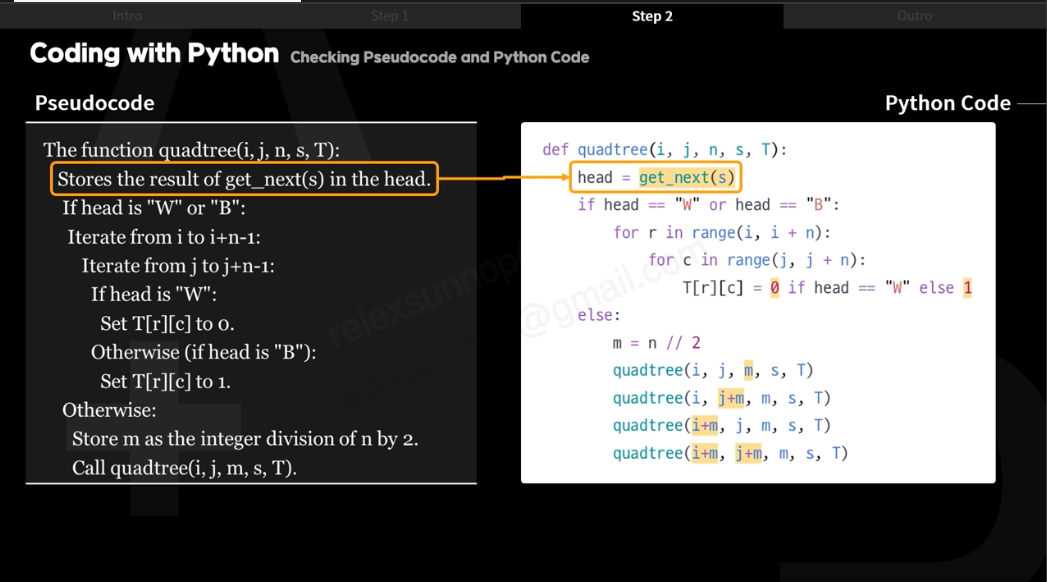 Intro
Step 1
Step 2
Outro
Coding with Python Checking Pseudocode and Python Code
Pseudocode
The function quadtree(i, j, n, s, T):
Stores the result of get_next(s) in the head.
If head is "W" or "B":
Iterate from i to i+n-1:
Iterate from j to j+n-1:
If head is "W":
Set T[r][c] to 0.
Otherwise (if head is "B"):
Set T[r][c] to 1.
Otherwise:
Store m as the integer division of n by 2.
Call quadtree(i, j, m, s, T).
Python Code
def quadtree(i, j, n, s, T):
head = get_next(s)
if head == "W" or head == "B":
for r in range(i, i + n):
for c in range(j, j + n):
T[r][c] = 0 if head == "W" else 1
else:
m = n // 2
quadtree(i, j, m, s, T)
quadtree(i, j+m, m, s, T)
quadtree(i+m, j, m, s, T)
quadtree(i+m, j+m, m, s, T)